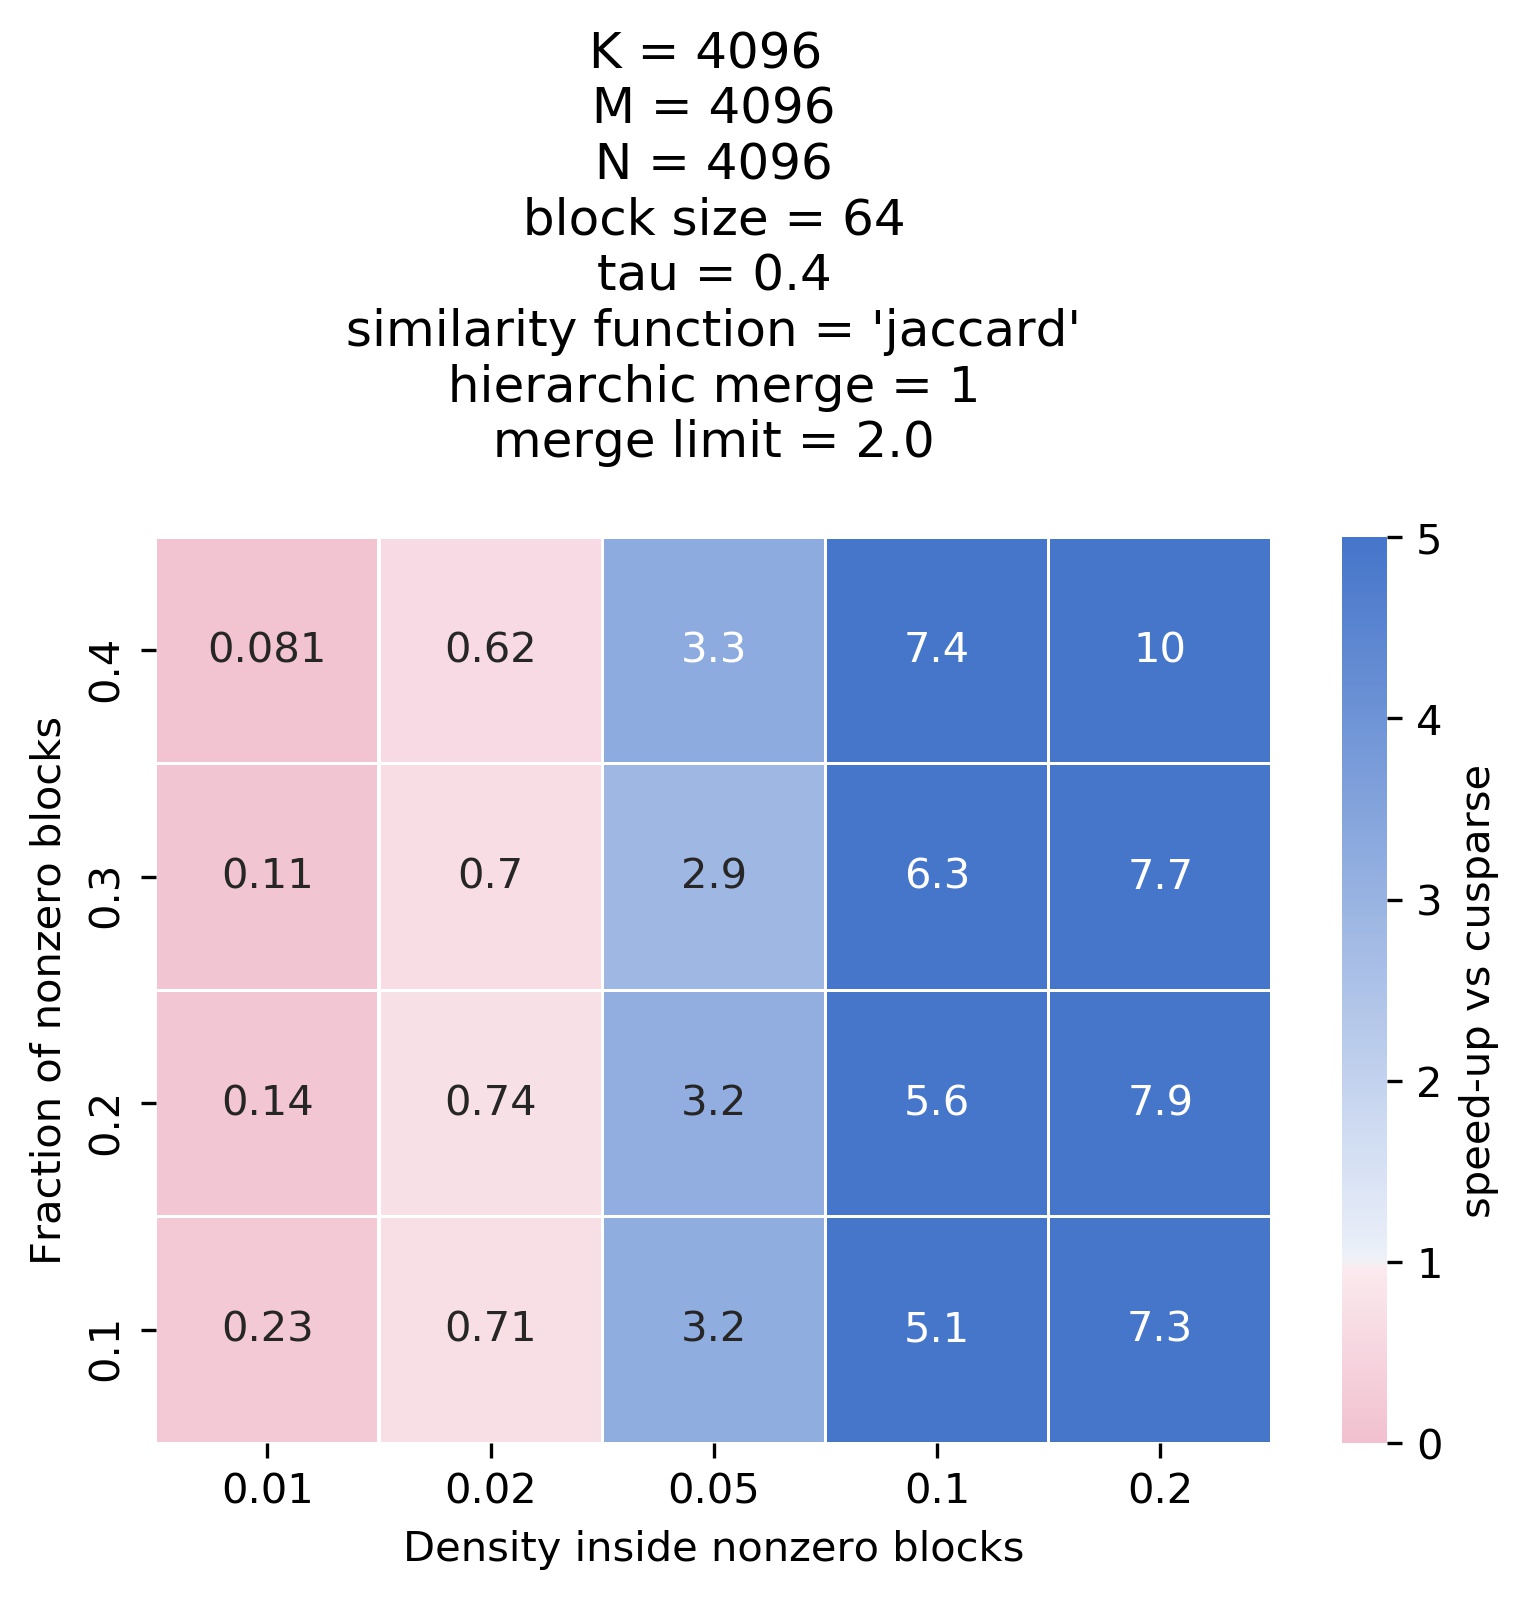 K = 4096
M = 4096
N = 4096
block size = 64
tau = 0.4
similarity function = 'jaccard'
hierarchic merge = 1
merge limit = 2.0
Fraction of nonzero blocks
0.4
0.081 0.62 3.3 7.4 10
0.3
0.11 0.7 2.9 6.3 7.7
0.2
0.14 0.74 3.2 5.6 7.9
0.1
0.23 0.71 3.2 5.1 7.3
0.01 0.02 0.05 0.1 0.2
Density inside nonzero blocks
5
4
3
2
1
0
speed-up vs cusparse